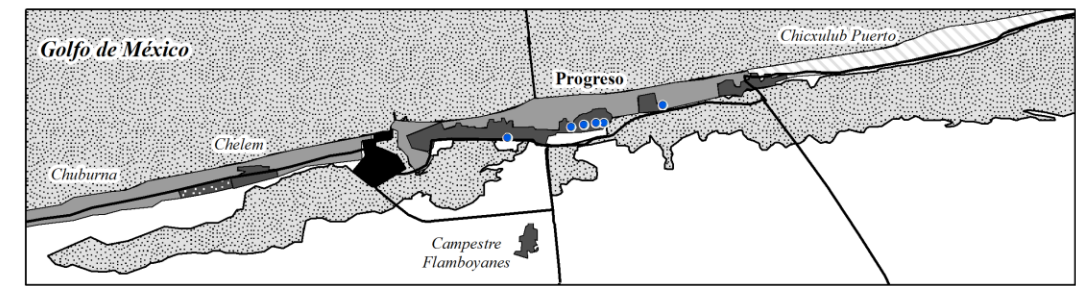 Golfo de México
Chicxulub Puerto
Progreso
Chelem
Chuburna
Campestre
Flamboyanes